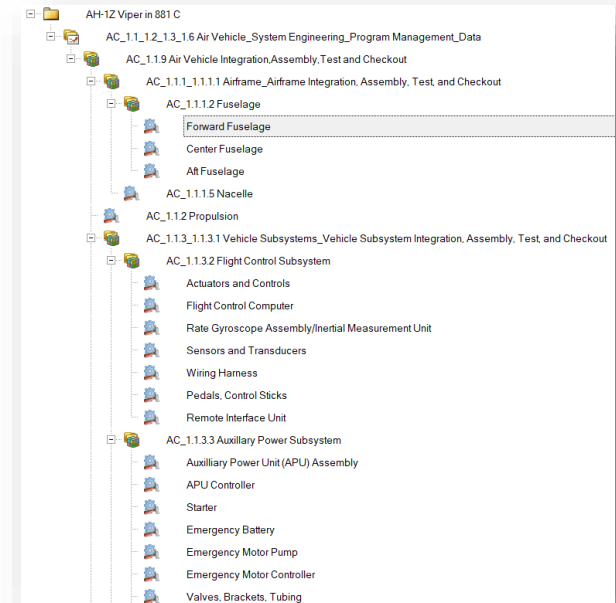 AH-1Z Viper in 881 C
AC_1.1_1.2_1.3_1.6 Air Vehicle_System Engineering_Program Management_Data
AC_1.1.9 Air Vehicle Integration,Assembly,Test and Checkout
AC_1.1.1_1.1.1.1 Airframe_Airframe Integration, Assembly, Test, and Checkout
AC_1.1.1.2 Fuselage
Forward Fuselage
Center Fuselage
Aft Fuselage
AC_1.1.1.5 Nacelle
AC_1.1.2 Propulsion
AC_1.1.3_1.1.3.1 Vehicle Subsystems_Vehicle Subsystem Integration, Assembly, Test, and Checkout
AC_1.1.3.2 Flight Control Subsystem
Actuators and Controls
Flight Control Computer
Rate Gyroscope Assembly/Inertial Measurement Unit
Sensors and Transducers
Wiring Harness
Pedals, Control Sticks
Remote Interface Unit
AC_1.1.3.3 Auxillary Power Subsystem
Auxilliary Power Unit (APU) Assembly
APU Controller
Starter
Emergency Battery
Emergency Motor Pump
Emergency Motor Controller
Valves, Brackets, Tubing